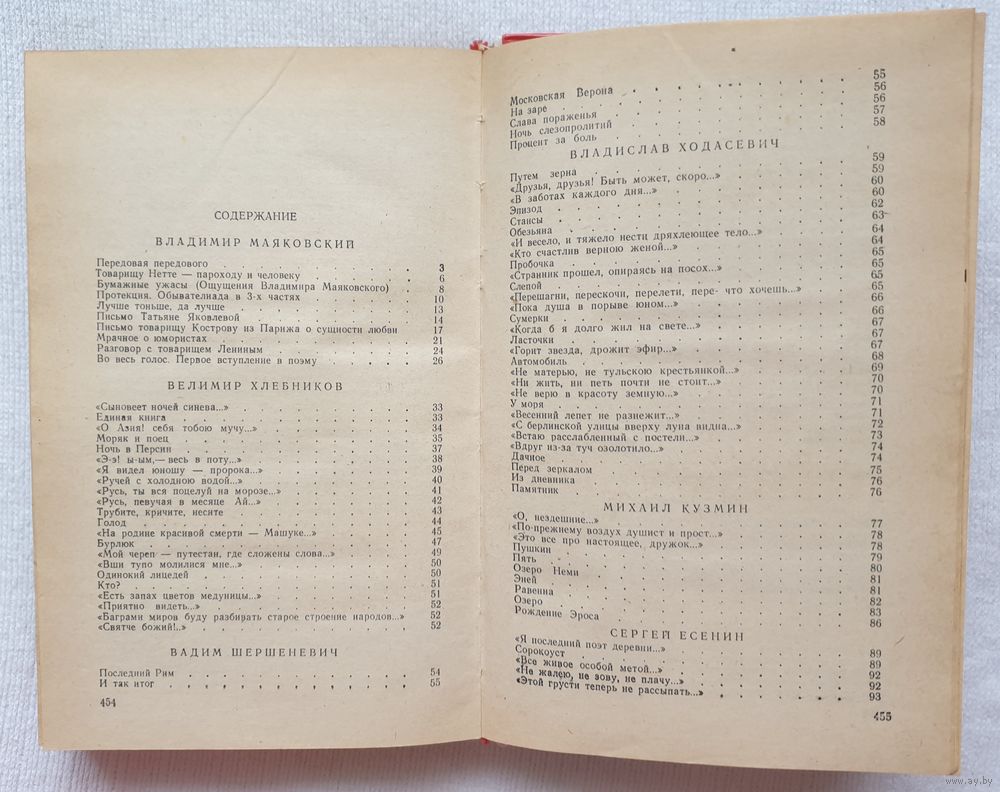 СОДЕРЖАНИЕ
ВЛАДИМИР МАЯКОВСКИЙ
Передовая передового 3
Товарищу Нетте — пароходу и человеку 6
Бумажные ужасы (Ощущения Владимира Маяковского) 8
Протекция. Обывателиада в 3-х частях 10
Лучше тоньше, да лучше 13
Письмо Татьяне Яковлевой 14
Письмо товарищу Кострову из Парижа о сущности любви 17
Мрачное о юмористах 21
Разговор с товарищем Лениным 24
Во весь голос. Первое вступление в поэму 26
ВЕЛИМИР ХЛЕБНИКОВ
«Сыновеет ночей синева...» 33
Единая книга 33
«О Азия! себя тобою мучу...» 34
Моряк и поец 35
Ночь в Персии 36
«Э-э! ы-ым,— весь в поту...» 38
«Я видел юношу — пророка...» 39
«Ручей с холодною водой...» 40
«Русь, ты вся поцелуй на морозе...» 41
«Русь, певучая в месяце Ай...» 42
Трубите, кричите, несите 43
Голод 44
«На родине красивой смерти — Машуке...» 45
Бурлюк 47
«Мой череп — путестан, где сложены слова...» 49
«Вши тупо молилися мне...» 50
Одинокий лицедей 50
Кто? 51
«Есть запах цветов медуницы...» 51
«Приятно видеть...» 52
«Баграми миров буду разбирать старое строение народов...» 52
«Святче божий!..» 52
ВАДИМ ШЕРШЕНЕВИЧ
Последний Рим 54
И так итог 55
454
Московская Верона 55
На заре 56
Слава пораженья 56
Ночь слезопролитий 57
Процент за боль 58
ВЛАДИСЛАВ ХОДАСЕВИЧ
Путем зерна 59
«Друзья, друзья! Быть может, скоро...» 59
«В заботах каждого дня...» 60
Эпизод 60
Стансы 62
Обезьяна 63
«И весело, и тяжело нести дряхлеющее тело...» 64
«Кто счастлив верною женой...» 64
Пробочка 65
«Странник прошел, опираясь на посох...» 65
Слепой 65
«Перешагни, перескочи, перелети, пере- что хочешь...» 65
«Пока душа в порыве юном...» 66
Сумерки 66
«Когда б я долго жил на свете...» 67
Ласточки 67
«Горит звезда, дрожит эфир...» 67
Автомобиль 68
«Не матерью, не тульскою крестьянкой...» 69
«Ни жить, ни петь почти не стоит...» 70
«Не верю в красоту земную...» 70
У моря 71
«Весенний лепет не разнежит...» 71
«С берлинской улицы вверху луна видна...» 72
«Встаю расслабленный с постели...» 73
«Вдруг из-за туч озолотило...» 74
Дачное 74
Перед зеркалом 75
Из дневника 76
Памятник 76
МИХАИЛ КУЗМИН
«О, нездешние...» 77
«По-прежнему воздух душист и прост...» 78
«Это все про настоящее, дружок...» 78
Пушкин 79
Пять 80
Озеро Неми 81
Эней 81
Равенна 82
Озеро 83
Рождение Эроса 86
СЕРГЕЙ ЕСЕНИН
«Я последний поэт деревни...» 89
Сорокоуст 89
«Все живое особой метой...» 92
«Не жалею, не зову, не плачу...» 92
«Этой грусти теперь не рассыпать...» 93
455
www.ay.by